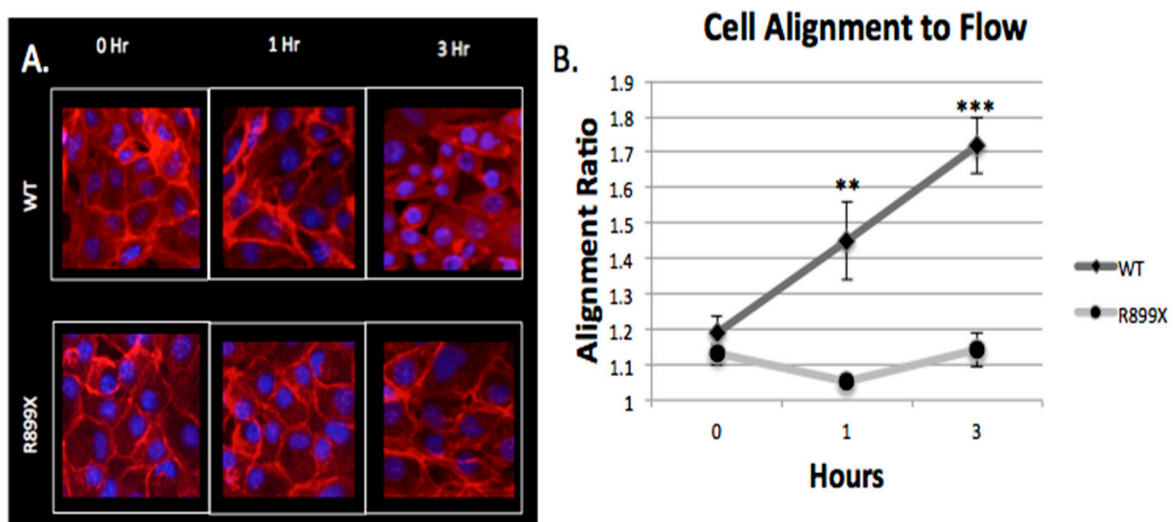 A.
0 Hr
1 Hr
3 Hr
WT
R899X
Cell Alignment to Flow
B.
Alignment Ratio
1.9
1.8
1.7
1.6
1.5
1.4
1.3
1.2
1.1
1
**
***
0
1
3
Hours
WT
R899X